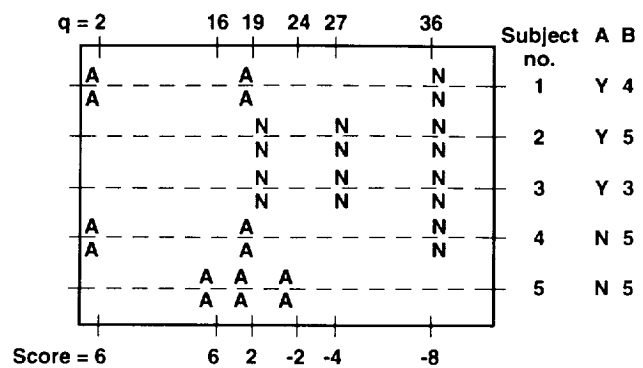 q = 2 16 19 24 27 36
Subject no. A B
A A N
A A N 1 Y 4
N N N
N N N 2 Y 5
N N N
N N N 3 Y 3
A A N
A A N 4 N 5
A A A
A A A 5 N 5
Score = 6 6 2 -2 -4 -8